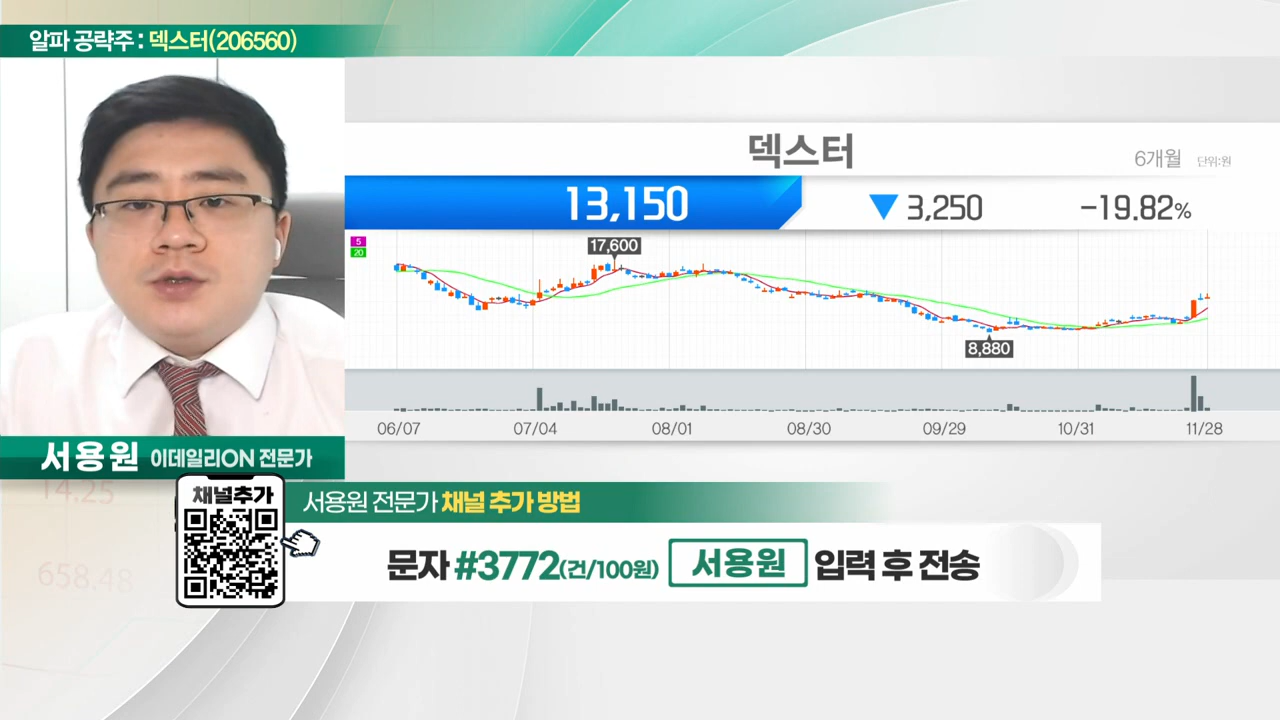 알파 공략주 : 덱스터(206560)
덱스터
6개월 단위:원
13,150 ▼ 3,250 -19.82%
5
20
17,600
8,880
06/07 07/04 08/01 08/30 09/29 10/31 11/28
서용원 이데일리ON 전문가
14.25
658.48
채널추가
서용원 전문가 채널 추가 방법
문자 #3772(건/100원) 서용원 입력 후 전송